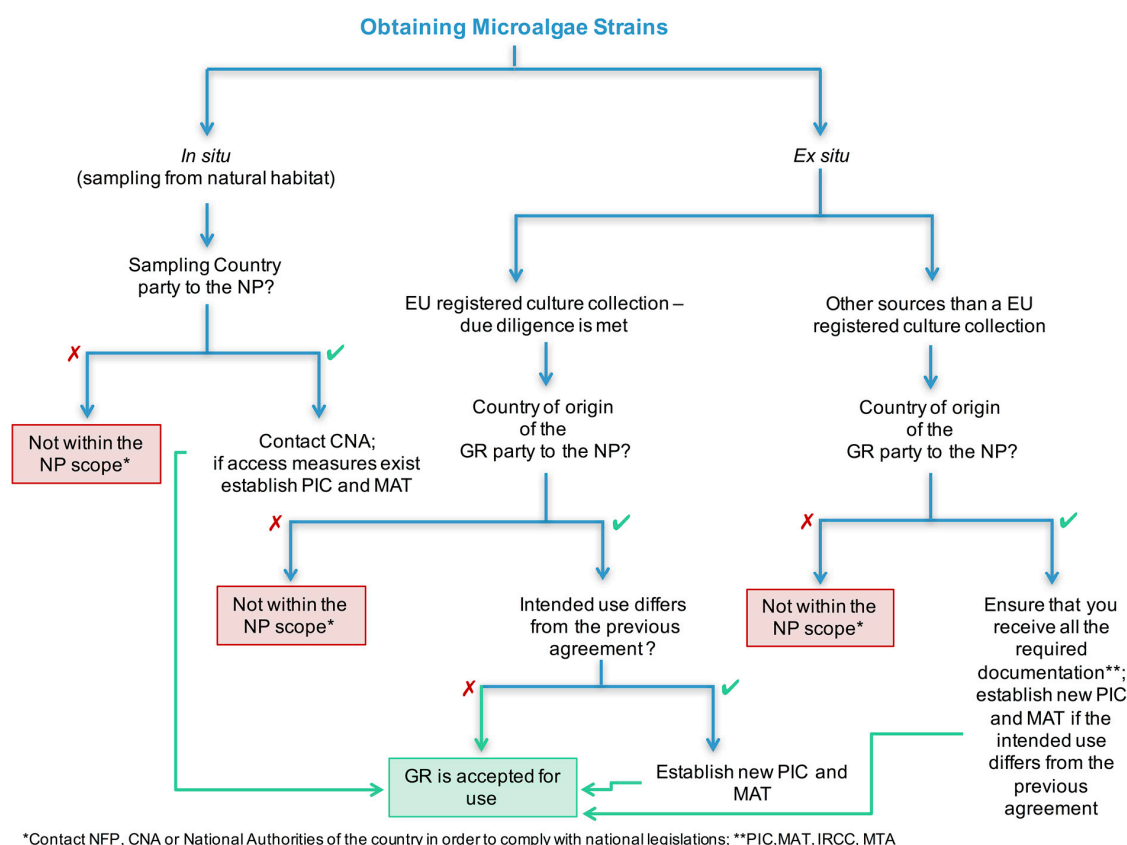 Obtaining Microalgae Strains
In situ
(sampling from natural habitat)
Ex situ
Sampling Country
party to the NP?
EU registered culture collection –
due diligence is met
Other sources than a EU
registered culture collection
✗
✓
Not within the
NP scope*
Contact CNA;
if access measures exist
establish PIC and MAT
Country of origin
of the
GR party to the NP?
Country of origin
of the
GR party to the NP?
✗
✓
✗
✓
Not within the
NP scope*
Intended use differs
from the previous
agreement?
Not within the
NP scope*
Ensure that you
receive all the
required
documentation**;
establish new PIC
and MAT if the
intended use
differs from the
previous
agreement
✗
✓
GR is accepted for
use
Establish new PIC and
MAT
*Contact NFP, CNA or National Authorities of the country in order to comply with national legislations; **PIC,MAT, IRCC, MTA